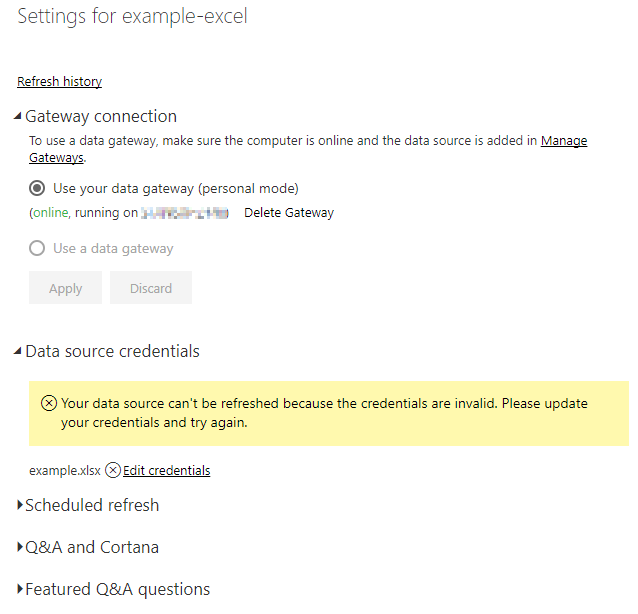 Settings for example-excel
Refresh history
Gateway connection
To use a data gateway, make sure the computer is online and the data source is added in Manage
Gateways.
Use your data gateway (personal mode)
(online, running on Delete Gateway
Use a data gateway
Apply Discard
Data source credentials
Your data source can't be refreshed because the credentials are invalid. Please update
your credentials and try again.
example.xlsx Edit credentials
Scheduled refresh
Q&A and Cortana
Featured Q&A questions